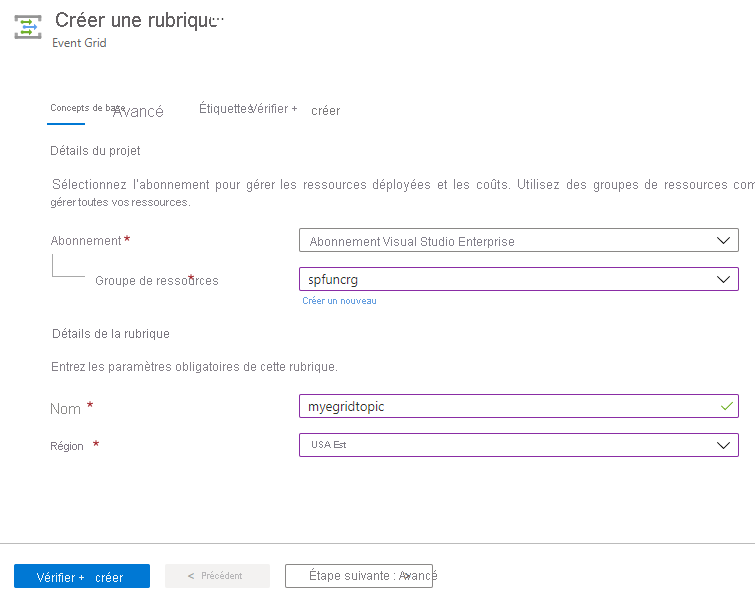 Créer une rubrique...
Event Grid
Concepts de base Avancé Étiquettes Vérifier + créer
Détails du projet
Sélectionnez l'abonnement pour gérer les ressources déployées et les coûts. Utilisez des groupes de ressources com
gérer toutes vos ressources.
Abonnement * Abonnement Visual Studio Enterprise
Groupe de ressources * spfuncrg
Créer un nouveau
Détails de la rubrique
Entrez les paramètres obligatoires de cette rubrique.
Nom * myegridtopic
Région * USA Est
Vérifier + créer < Précédent Étape suivante : Avancé >